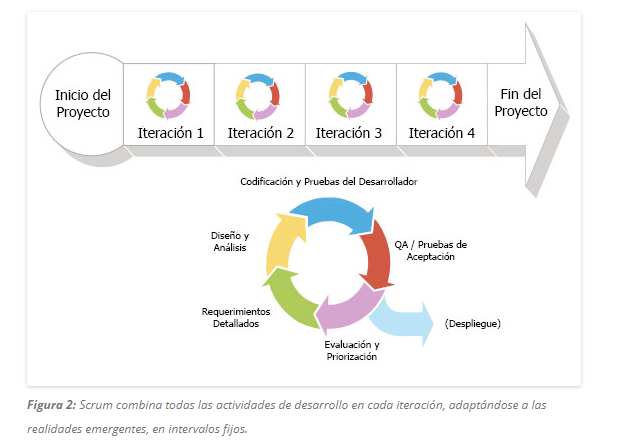 Inicio del
Proyecto
Iteración 1
Iteración 2
Iteración 3
Iteración 4
Fin del
Proyecto
Codificación y Pruebas del Desarrollador
Diseño y
Análisis
QA / Pruebas de
Aceptación
Requerimientos
Detallados
(Despliegue)
Evaluación y
Priorización
Figura 2: Scrum combina todas las actividades de desarrollo en cada iteración, adaptándose a las
realidades emergentes, en intervalos fijos.